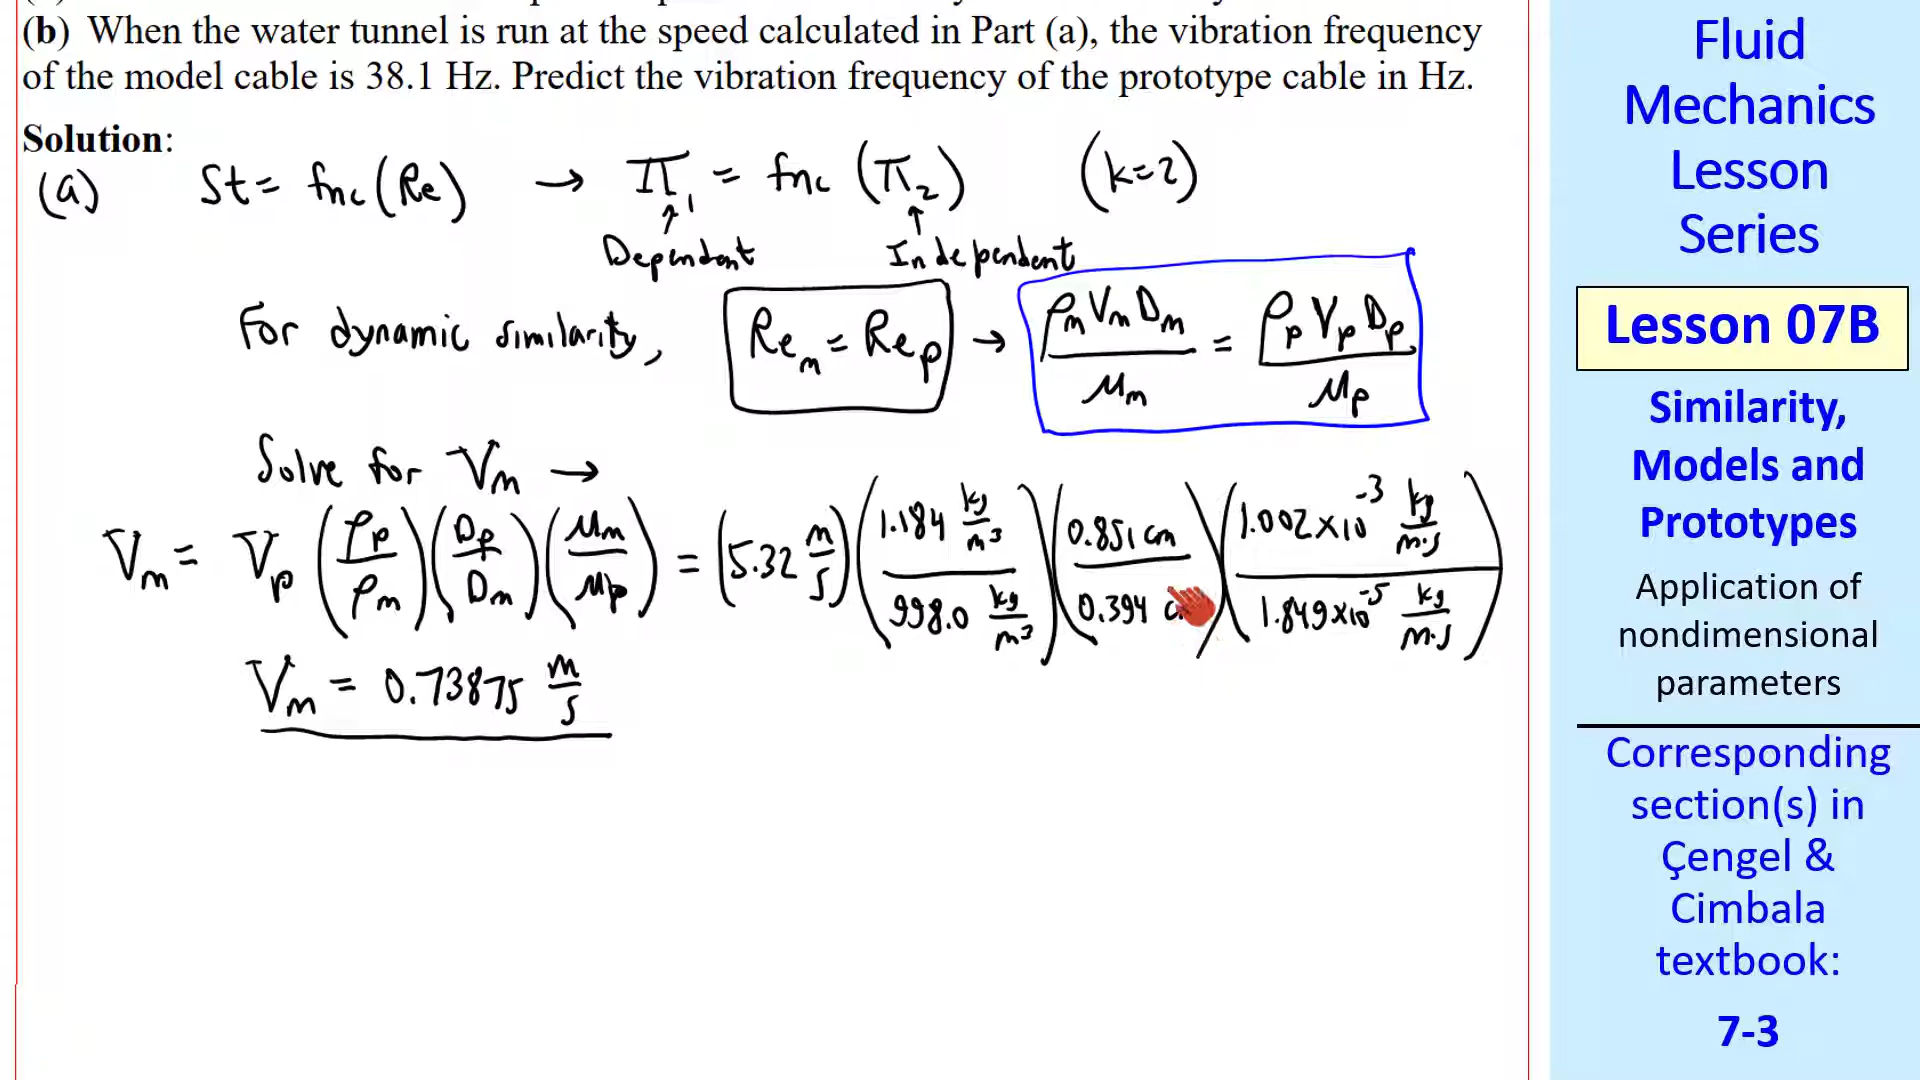 (b) When the water tunnel is run at the speed calculated in Part (a), the vibration frequency
of the model cable is 38.1 Hz. Predict the vibration frequency of the prototype cable in Hz.
Solution:
(a) St = fnc(Re) → Π₁ = fnc(Π₂) (k=2)
↑ ↑
Dependent Independent
For dynamic similarity, Reₘ = Reₚ → ρₘVₘDₘ/μₘ = ρₚVₚDₚ/μₚ
Solve for Vₘ →
Vₘ = Vₚ (ρₚ/ρₘ)(Dₚ/Dₘ)(μₘ/μₚ) = (5.32 m/s)(1.184 kg/m³ / 998.0 kg/m³)(0.851 cm / 0.394 c)(1.002×10⁻³ kg/m·s / 1.849×10⁻⁵ kg/m·s)
Vₘ = 0.73875 m/s
Fluid
Mechanics
Lesson
Series
Lesson 07B
Similarity,
Models and
Prototypes
Application of
nondimensional
parameters
Corresponding
section(s) in
Çengel &
Cimbala
textbook:
7-3